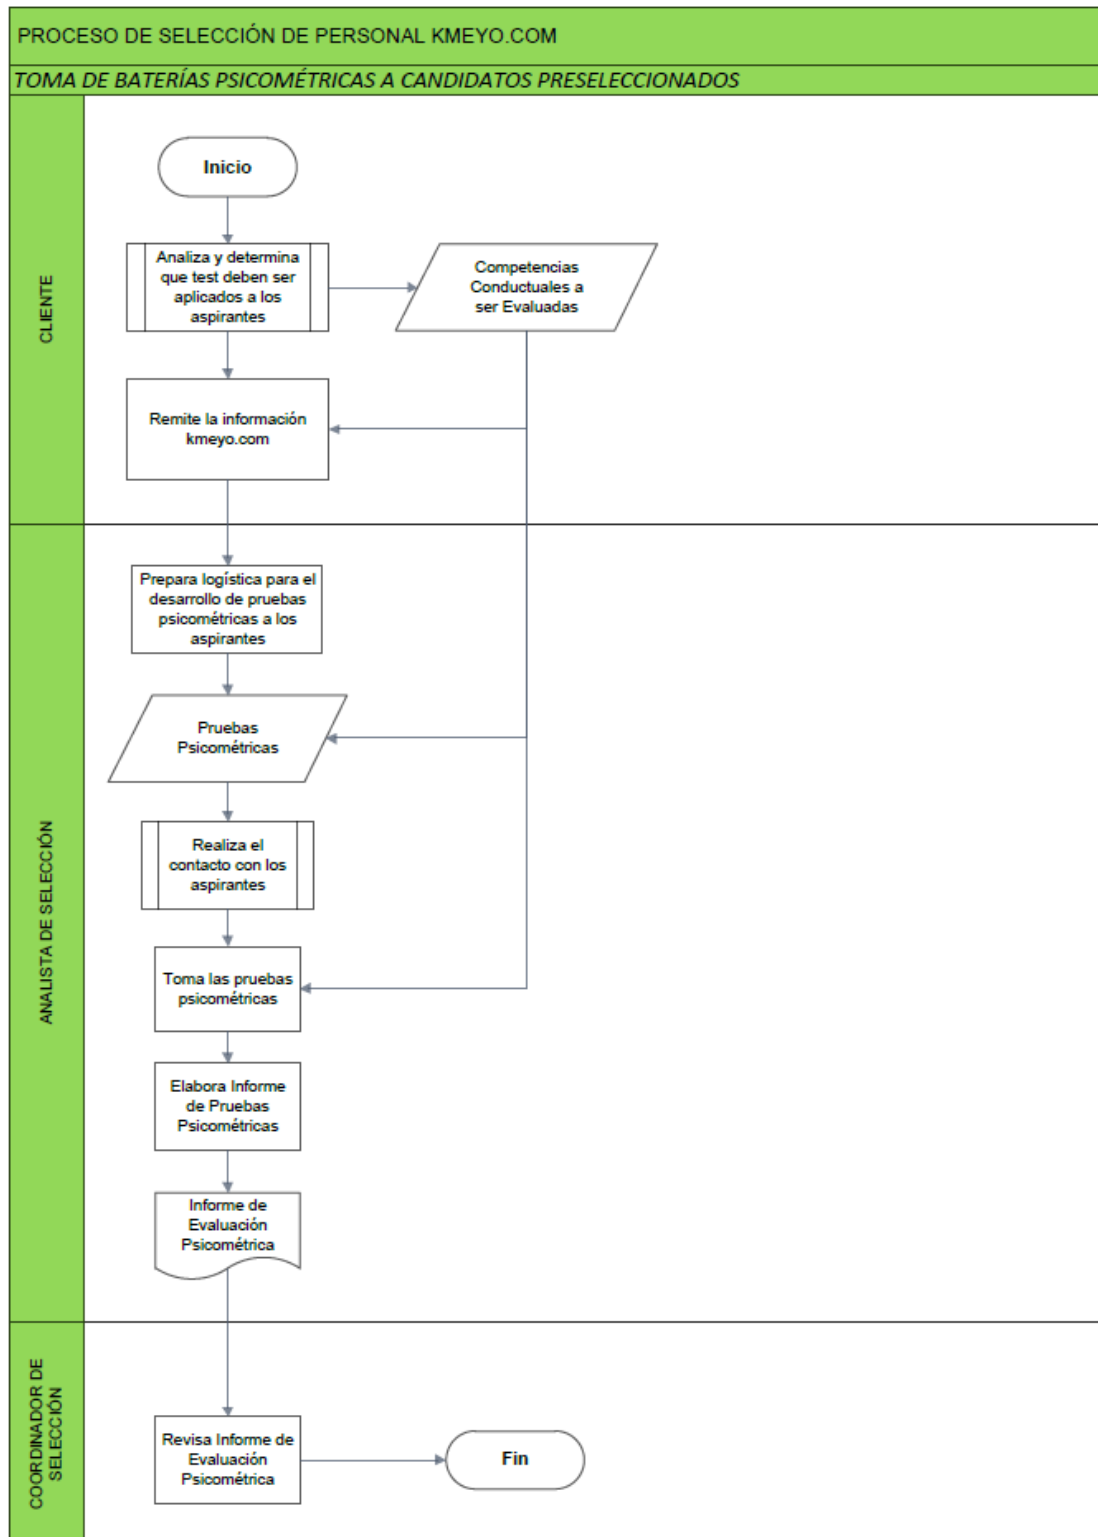 PROCESO DE SELECCIÓN DE PERSONAL KMEYO.COM
TOMA DE BATERÍAS PSICOMÉTRICAS A CANDIDATOS PRESELECCIONADOS
CLIENTE
Inicio
Analiza y determina
que test deben ser
aplicados a los
aspirantes
Competencias
Conductuales a
ser Evaluadas
Remite la información
kmeyo.com
ANALISTA DE SELECCIÓN
Prepara logística para el
desarrollo de pruebas
psicométricas a los
aspirantes
Pruebas
Psicométricas
Realiza el
contacto con los
aspirantes
Toma las pruebas
psicométricas
Elabora Informe
de Pruebas
Psicométricas
Informe de
Evaluación
Psicométrica
COORDINADOR DE
SELECCIÓN
Revisa Informe de
Evaluación
Psicométrica
Fin